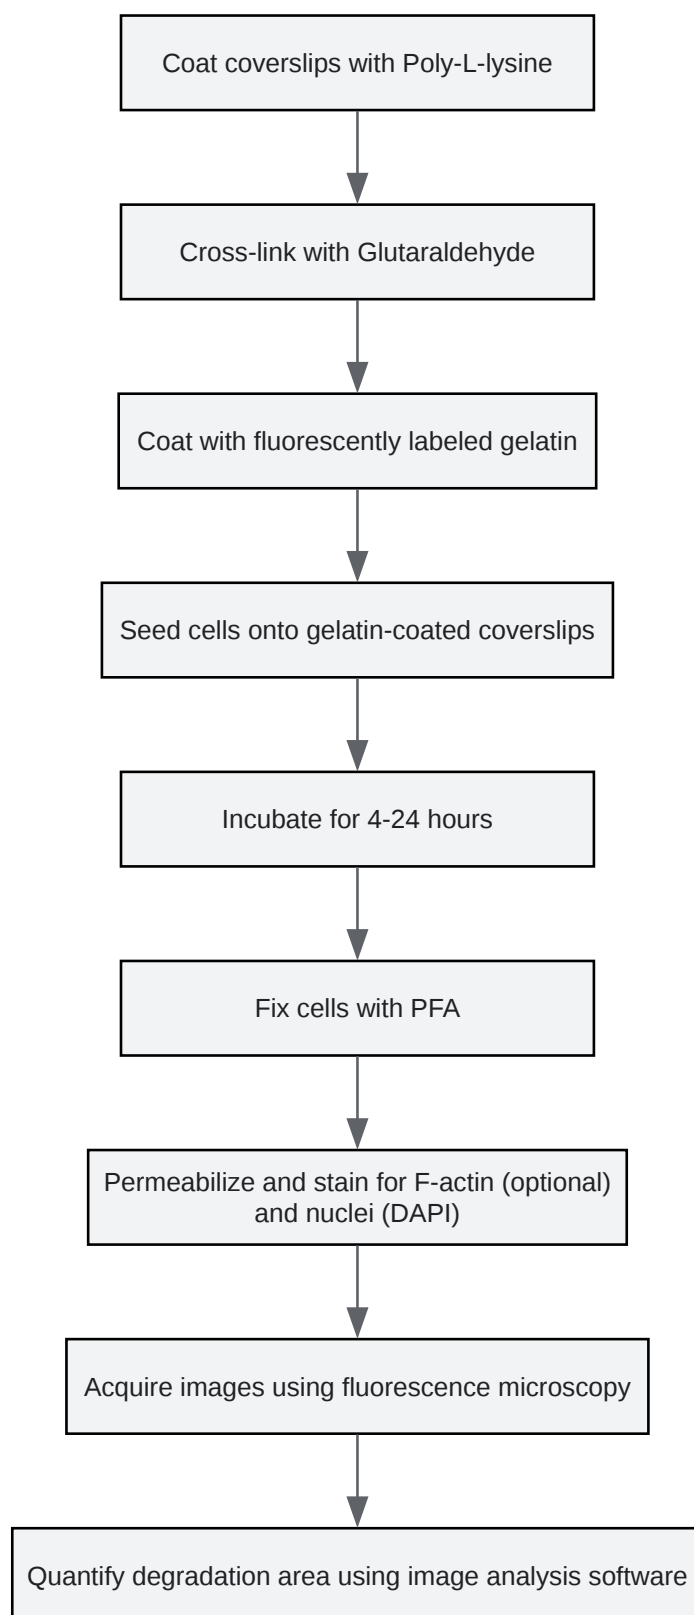 Coat coverslips with Poly-L-lysine
Cross-link with Glutaraldehyde
Coat with fluorescently labeled gelatin
Seed cells onto gelatin-coated coverslips
Incubate for 4-24 hours
Fix cells with PFA
Permeabilize and stain for F-actin (optional)
and nuclei (DAPI)
Acquire images using fluorescence microscopy
Quantify degradation area using image analysis software